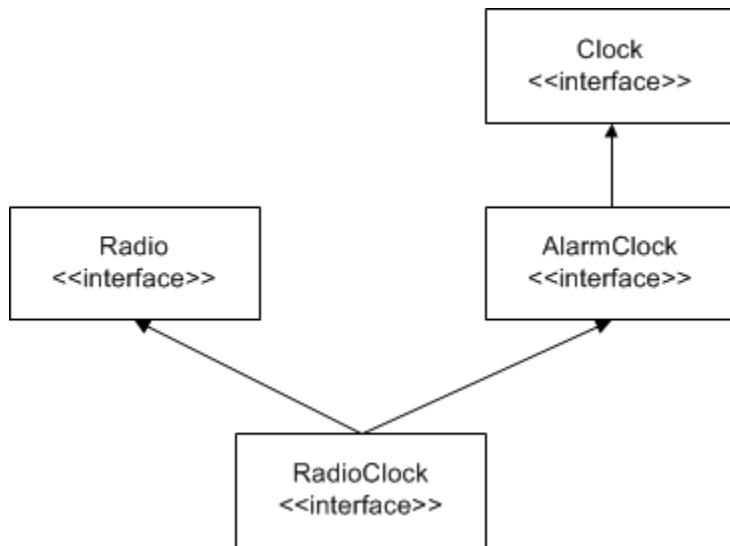 Clock
<<interface>>
Radio
<<interface>>
AlarmClock
<<interface>>
RadioClock
<<interface>>